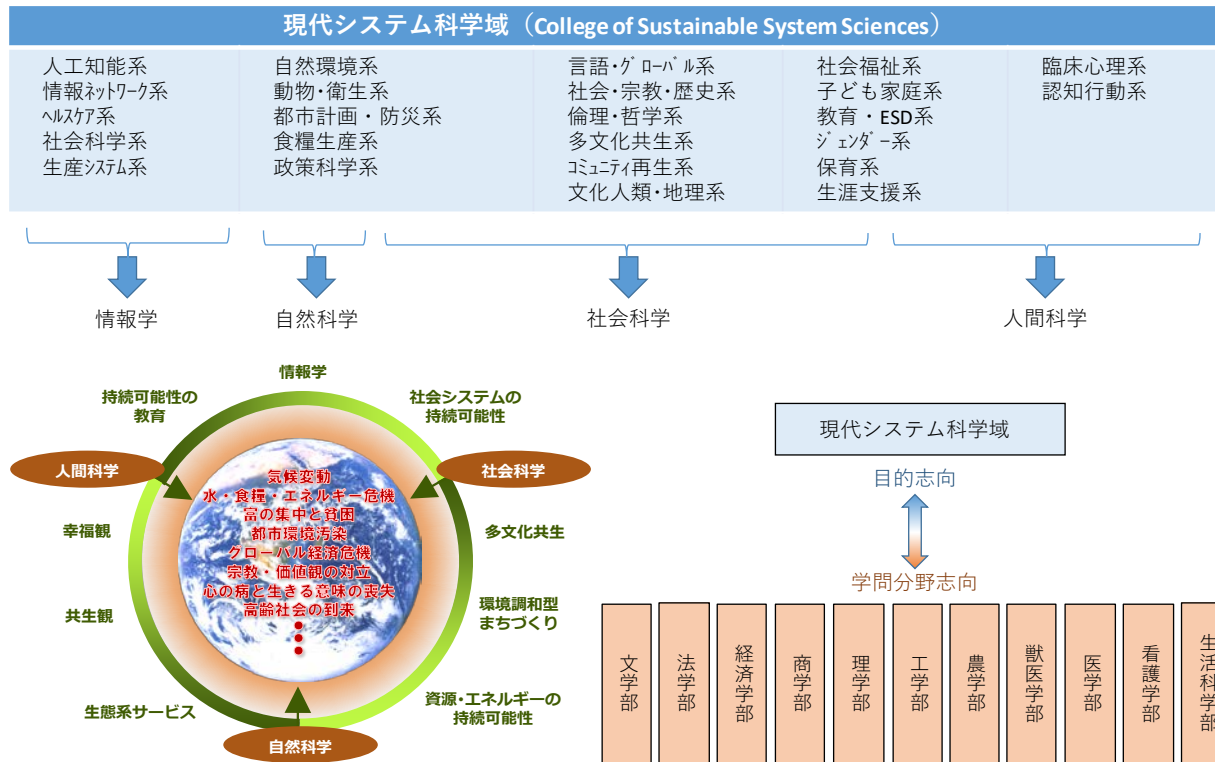 現代システム科学域（College of Sustainable System Sciences）
人工知能系
情報ネットワーク系
ヘルスケア系
社会科学系
生産システム系
自然環境系
動物・衛生系
都市計画・防災系
食糧生産系
政策科学系
言語・グローバル系
社会・宗教・歴史系
倫理・哲学系
多文化共生系
コミュニティ再生系
文化人類・地理系
社会福祉系
子ども家庭系
教育・ESD系
ジェンダー系
保育系
生涯支援系
臨床心理系
認知行動系
情報学
自然科学
社会科学
人間科学
情報学
持続可能性の
教育
社会システムの
持続可能性
人間科学
社会科学
気候変動
水・食糧・エネルギー危機
富の集中と貧困
都市環境汚染
グローバル経済危機
宗教・価値観の対立
心の病と生きる意味の喪失
高齢社会の到来
幸福観
多文化共生
共生観
環境調和型
まちづくり
生態系サービス
資源・エネルギーの
持続可能性
自然科学
現代システム科学域
目的志向
学問分野志向
文学部
法学部
経済学部
商学部
理学部
工学部
農学部
獣医学部
医学部
看護学部
生活科学部